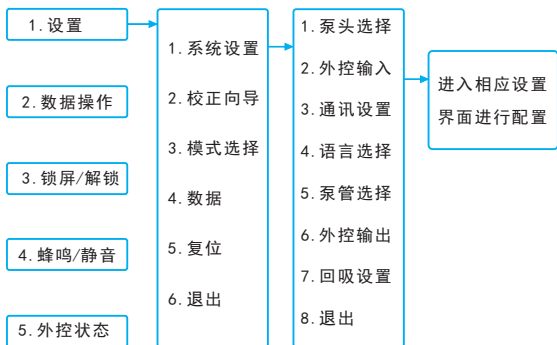 1.设置
2.数据操作
3.锁屏/解锁
4.蜂鸣/静音
5.外控状态
1.系统设置
2.校正向导
3.模式选择
4.数据
5.复位
6.退出
1.泵头选择
2.外控输入
3.通讯设置
4.语言选择
5.泵管选择
6.外控输出
7.回吸设置
8.退出
进入相应设置
界面进行配置